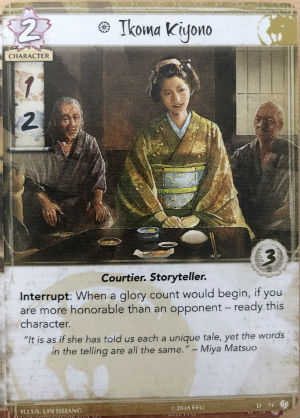 2
Ikoma Kiyono
CHARACTER
1
2
3
Courtier. Storyteller.
Interrupt: When a glory count would begin, if you
are more honorable than an opponent – ready this
character.
"It is as if she has told us each a unique tale, yet the words
in the telling are all the same." – Miya Matsuo
ILLUS. LIN HSIANG
©2018 FFG
D